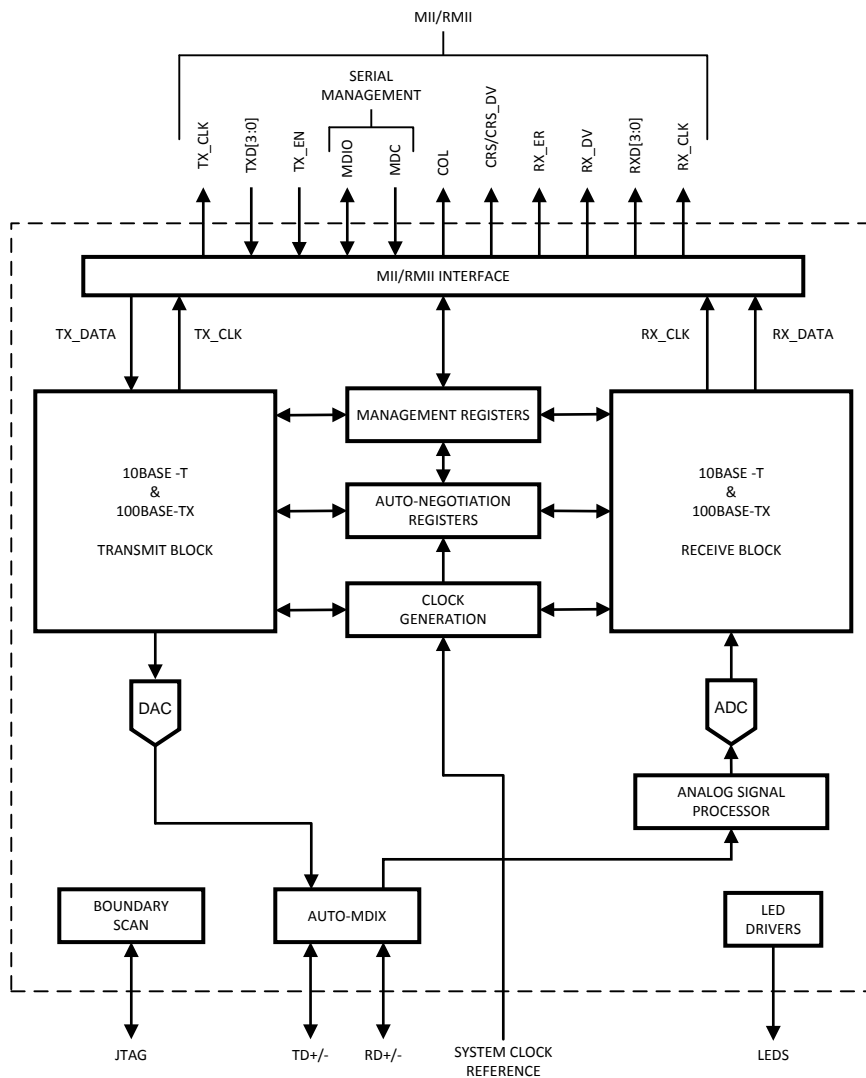 MII/RMII
SERIAL
MANAGEMENT
TX_CLK
TXD[3:0]
TX_EN
MDIO
MDC
COL
CRS/CRS_DV
RX_ER
RX_DV
RXD[3:0]
RX_CLK
MII/RMII INTERFACE
TX_DATA
TX_CLK
RX_CLK
RX_DATA
10BASE -T
&
100BASE-TX
TRANSMIT BLOCK
MANAGEMENT REGISTERS
AUTO-NEGOTIATION
REGISTERS
CLOCK
GENERATION
10BASE -T
&
100BASE-TX
RECEIVE BLOCK
DAC
ADC
ANALOG SIGNAL
PROCESSOR
BOUNDARY
SCAN
AUTO-MDIX
LED
DRIVERS
JTAG
TD+/-
RD+/-
SYSTEM CLOCK
REFERENCE
LEDS